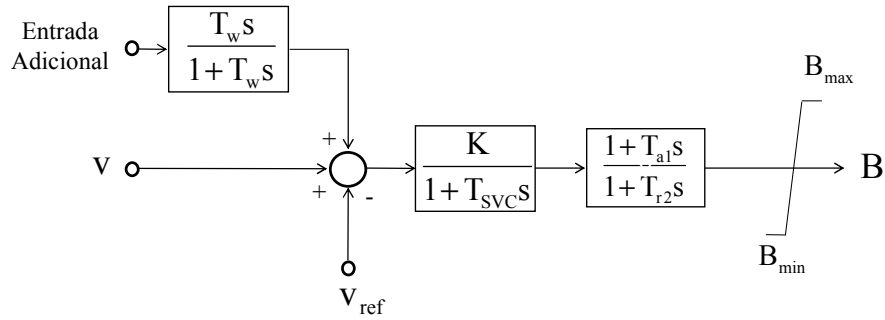 Entrada
Adicional
T_w s
1 + T_w s
+
v
+
-
v_ref
K
1 + T_SVC s
1 + T_a1 s
1 + T_r2 s
B_max
B
B_min